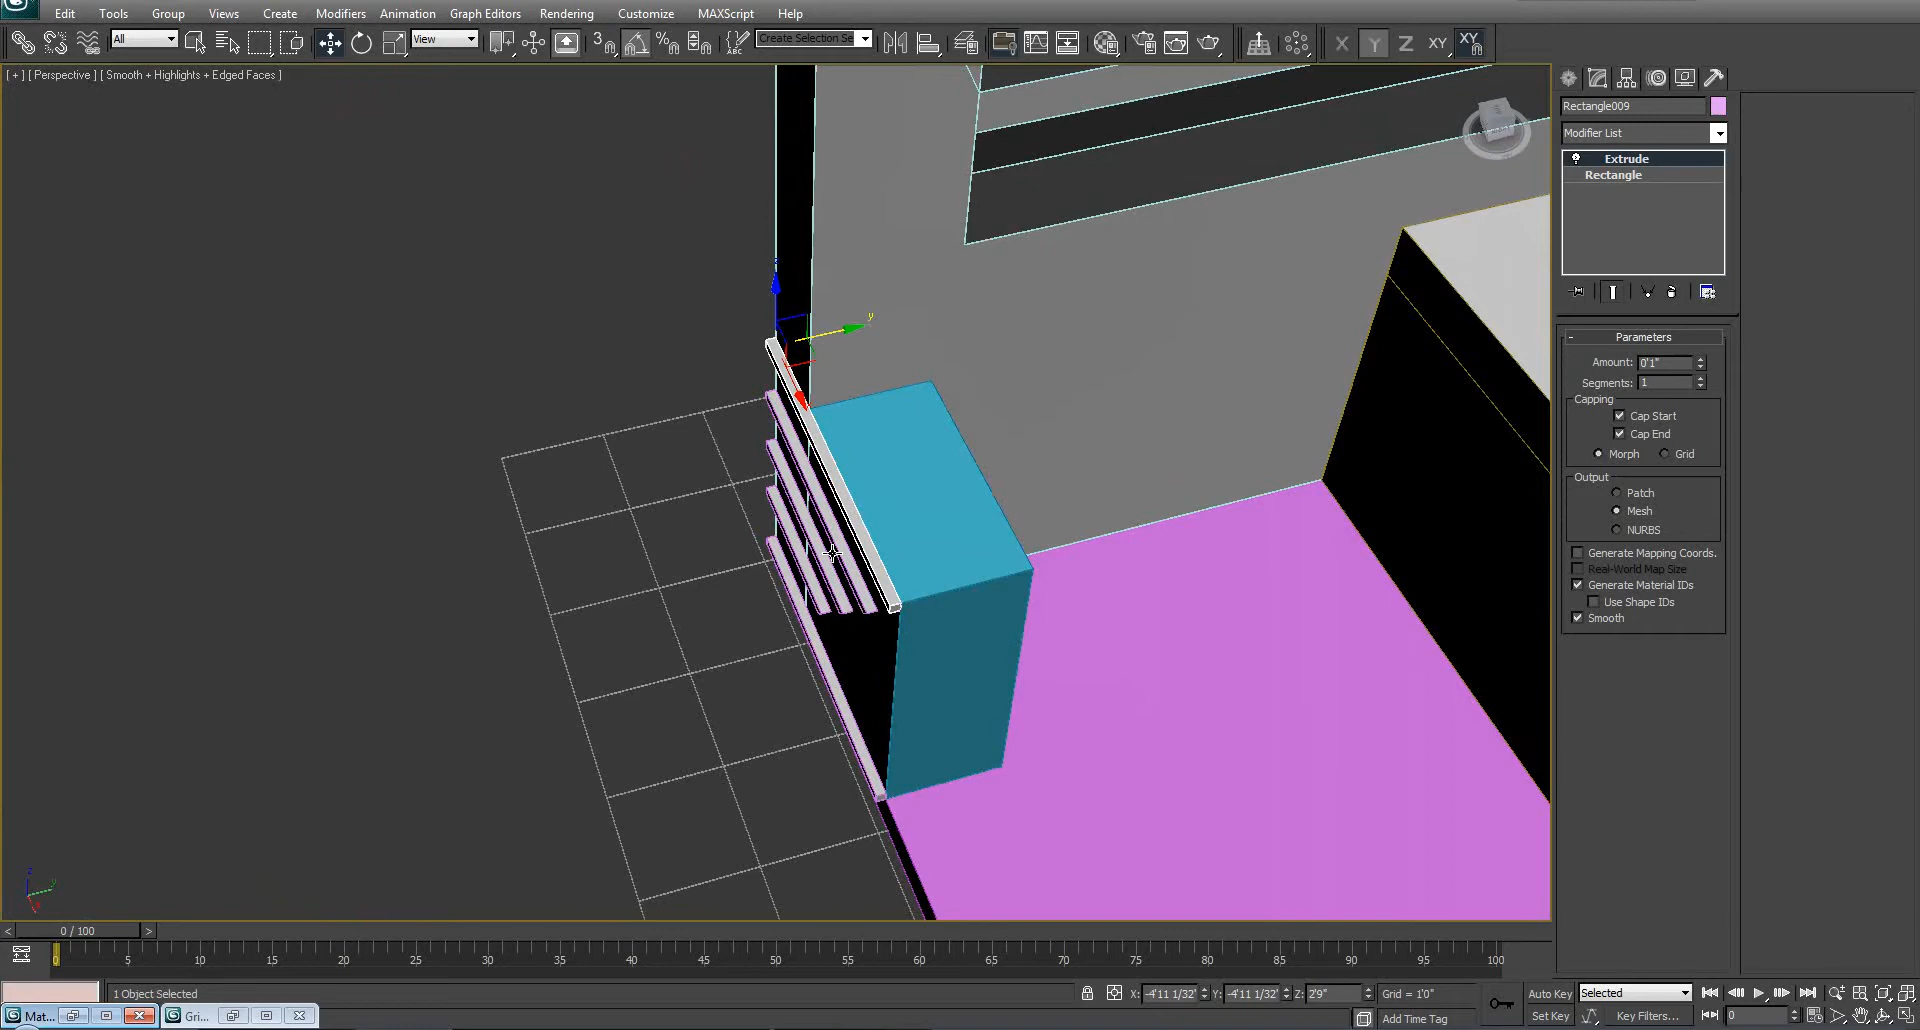 Edit Tools Group Views Create Modifiers Animation Graph Editors Rendering Customize MAXScript Help
All View 3 ABC Create Selection Se X Y Z XY XY
[ + ] [ Perspective ] [ Smooth + Highlights + Edged Faces ]
Rectangle009
Modifier List
Extrude
Rectangle
y
Parameters
Amount: 0'1"
Segments: 1
Capping
Cap Start
Cap End
Morph Grid
Output
Patch
Mesh
NURBS
Generate Mapping Coords.
Real-World Map Size
Generate Material IDs
Use Shape IDs
Smooth
z
y
x
< 0 / 100 >
0 5 10 15 20 25 30 35 40 45 50 55 60 65 70 75 80 85 90 95 100
1 Object Selected X: -4'11 1/32" Y: -4'11 1/32" Z: 2'9" Grid = 1'0" Auto Key Selected
Mat... Gri... Add Time Tag Set Key Key Filters... 0